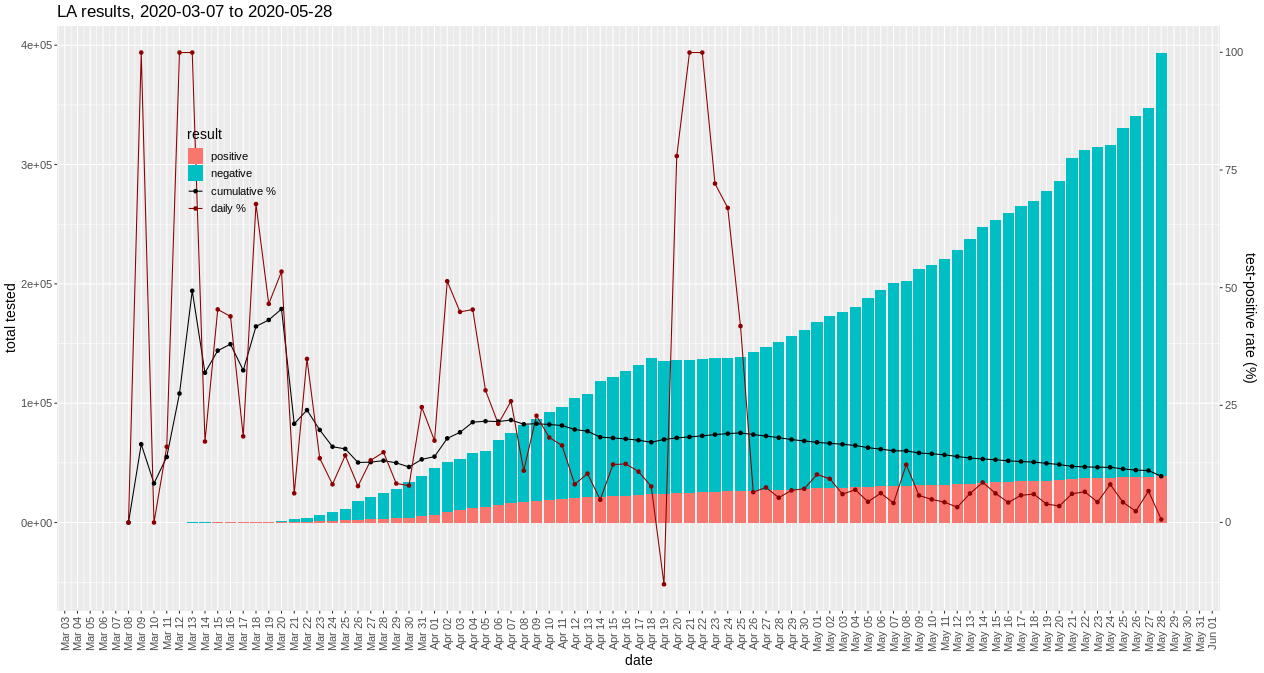 LA results, 2020-03-07 to 2020-05-28
4e+05
3e+05
2e+05
1e+05
0e+00
total tested
result
positive
negative
cumulative %
daily %
100
75
50
25
0
test-positive rate (%)
Mar 03
Mar 04
Mar 05
Mar 06
Mar 07
Mar 08
Mar 09
Mar 10
Mar 11
Mar 12
Mar 13
Mar 14
Mar 15
Mar 16
Mar 17
Mar 18
Mar 19
Mar 20
Mar 21
Mar 22
Mar 23
Mar 24
Mar 25
Mar 26
Mar 27
Mar 28
Mar 29
Mar 30
Mar 31
Apr 01
Apr 02
Apr 03
Apr 04
Apr 05
Apr 06
Apr 07
Apr 08
Apr 09
Apr 10
Apr 11
Apr 12
Apr 13
Apr 14
Apr 15
Apr 16
Apr 17
Apr 18
Apr 19
Apr 20
Apr 21
Apr 22
Apr 23
Apr 24
Apr 25
Apr 26
Apr 27
Apr 28
Apr 29
Apr 30
May 01
May 02
May 03
May 04
May 05
May 06
May 07
May 08
May 09
May 10
May 11
May 12
May 13
May 14
May 15
May 16
May 17
May 18
May 19
May 20
May 21
May 22
May 23
May 24
May 25
May 26
May 27
May 28
May 29
May 30
May 31
Jun 01
date